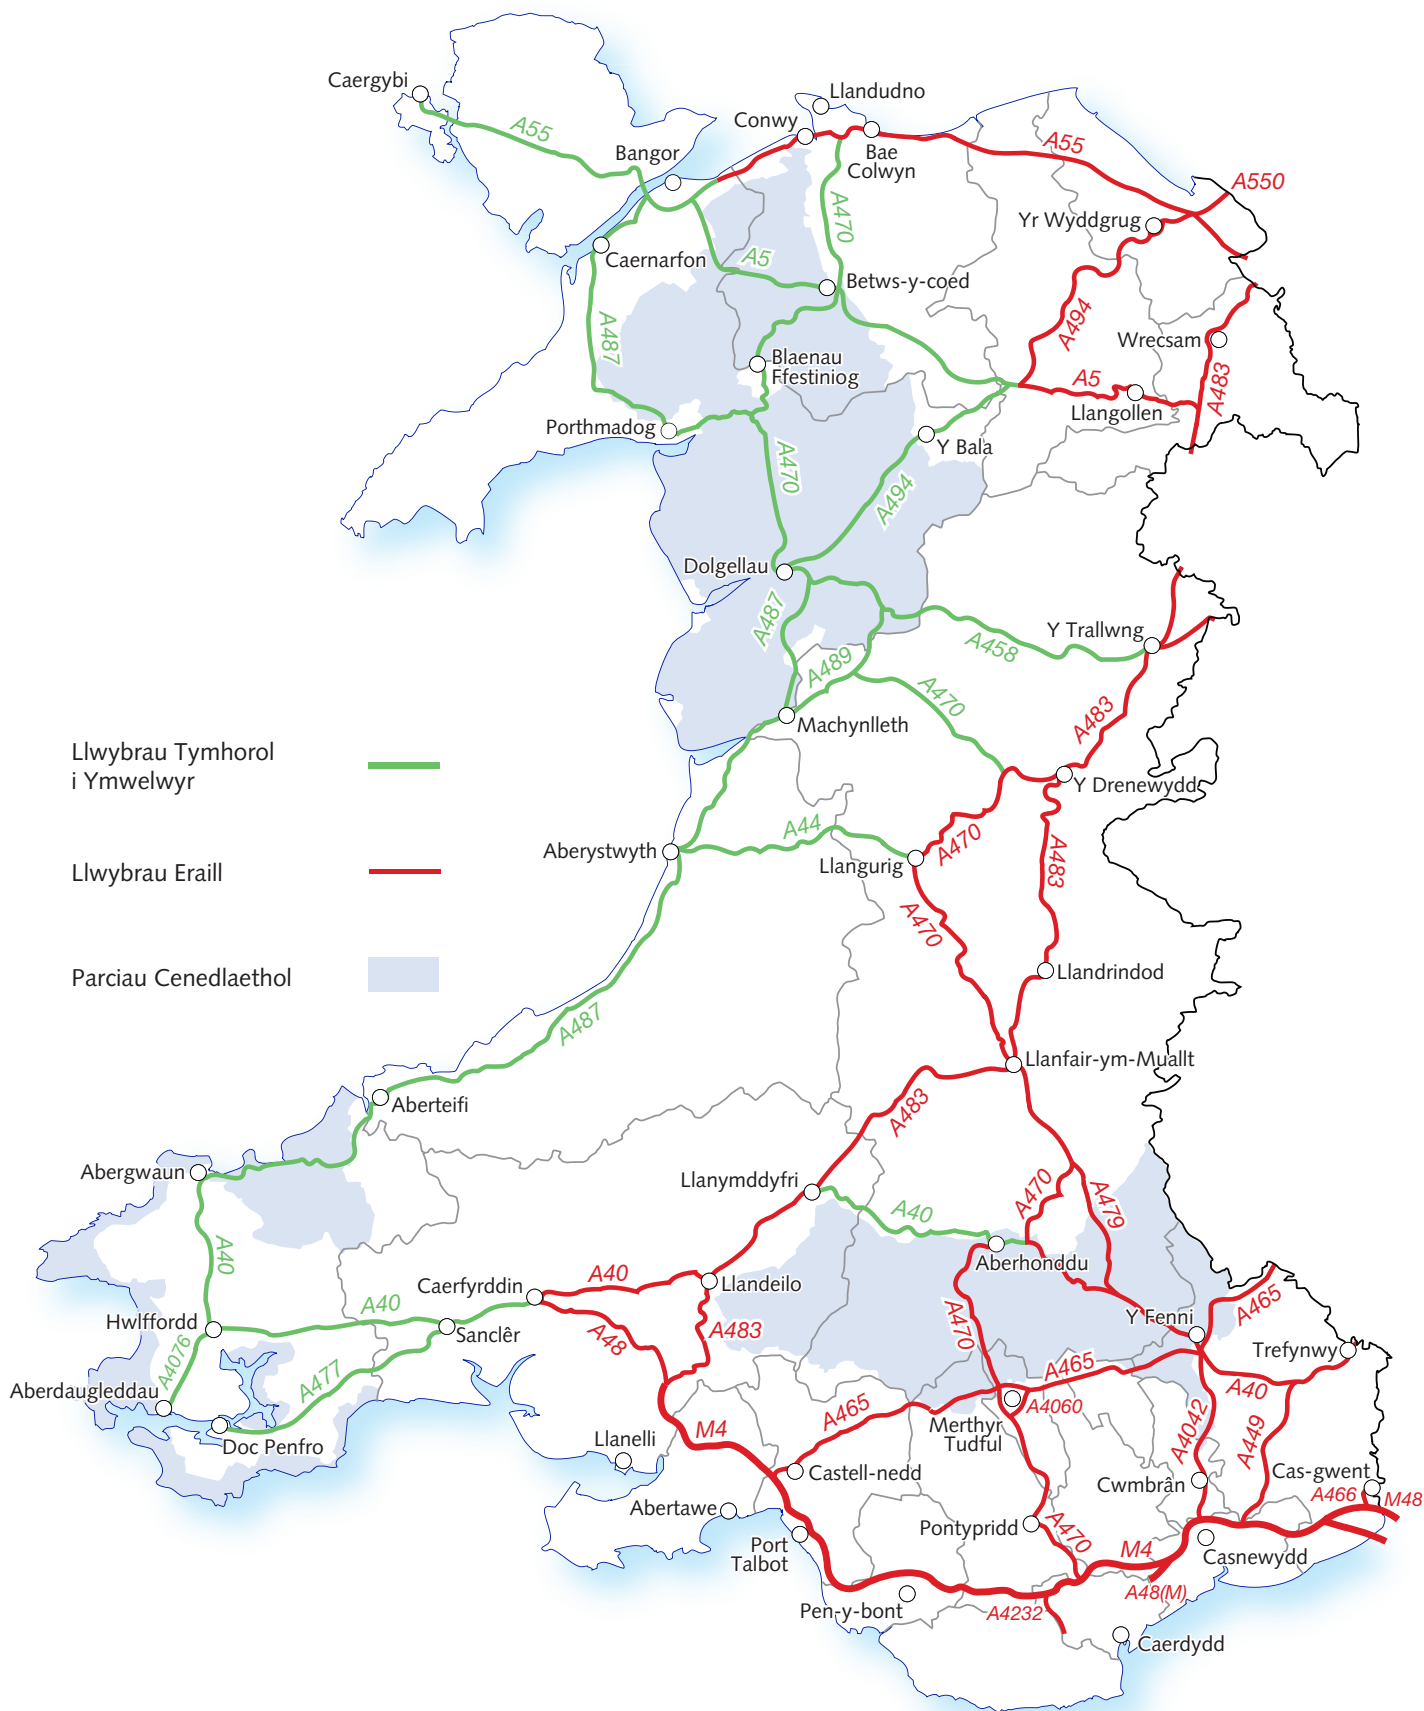 Caergybi
Llandudno
Conwy
A55
Bangor
Bae
Colwyn
A55
A550
A470
Yr Wyddgrug
Caernarfon
A5
Betws-y-coed
A487
A494
Wrecsam
Blaenau
Ffestiniog
A5
A483
Llangollen
Porthmadog
Y Bala
A470
A494
Dolgellau
A487
Y Trallwng
A458
A489
A470
A483
Machynlleth
Llwybrau Tymhorol
i Ymwelwyr
Y Drenewydd
A44
A470
Aberystwyth
Llangurig
A483
Llwybrau Eraill
A470
Parciau Cenedlaethol
Llandrindod
A487
Llanfair-ym-Muallt
Aberteifi
A483
Abergwaun
Llanymddyfri
A470
A479
A40
A40
Aberhonddu
Caerfyrddin
A40
Llandeilo
A40
Hwlffordd
Sanclêr
A48
A483
A470
Y Fenni
A465
Trefynwy
A4076
A477
A465
A40
Aberdaugleddau
A465
A4060
Merthyr
Tudful
A4042
A449
Doc Penfro
M4
Llanelli
Castell-nedd
Cwmbrân
Cas-gwent
A466
M48
Abertawe
Pontypridd
A470
Port
Talbot
M4
Casnewydd
Pen-y-bont
A4232
A48(M)
Caerdydd